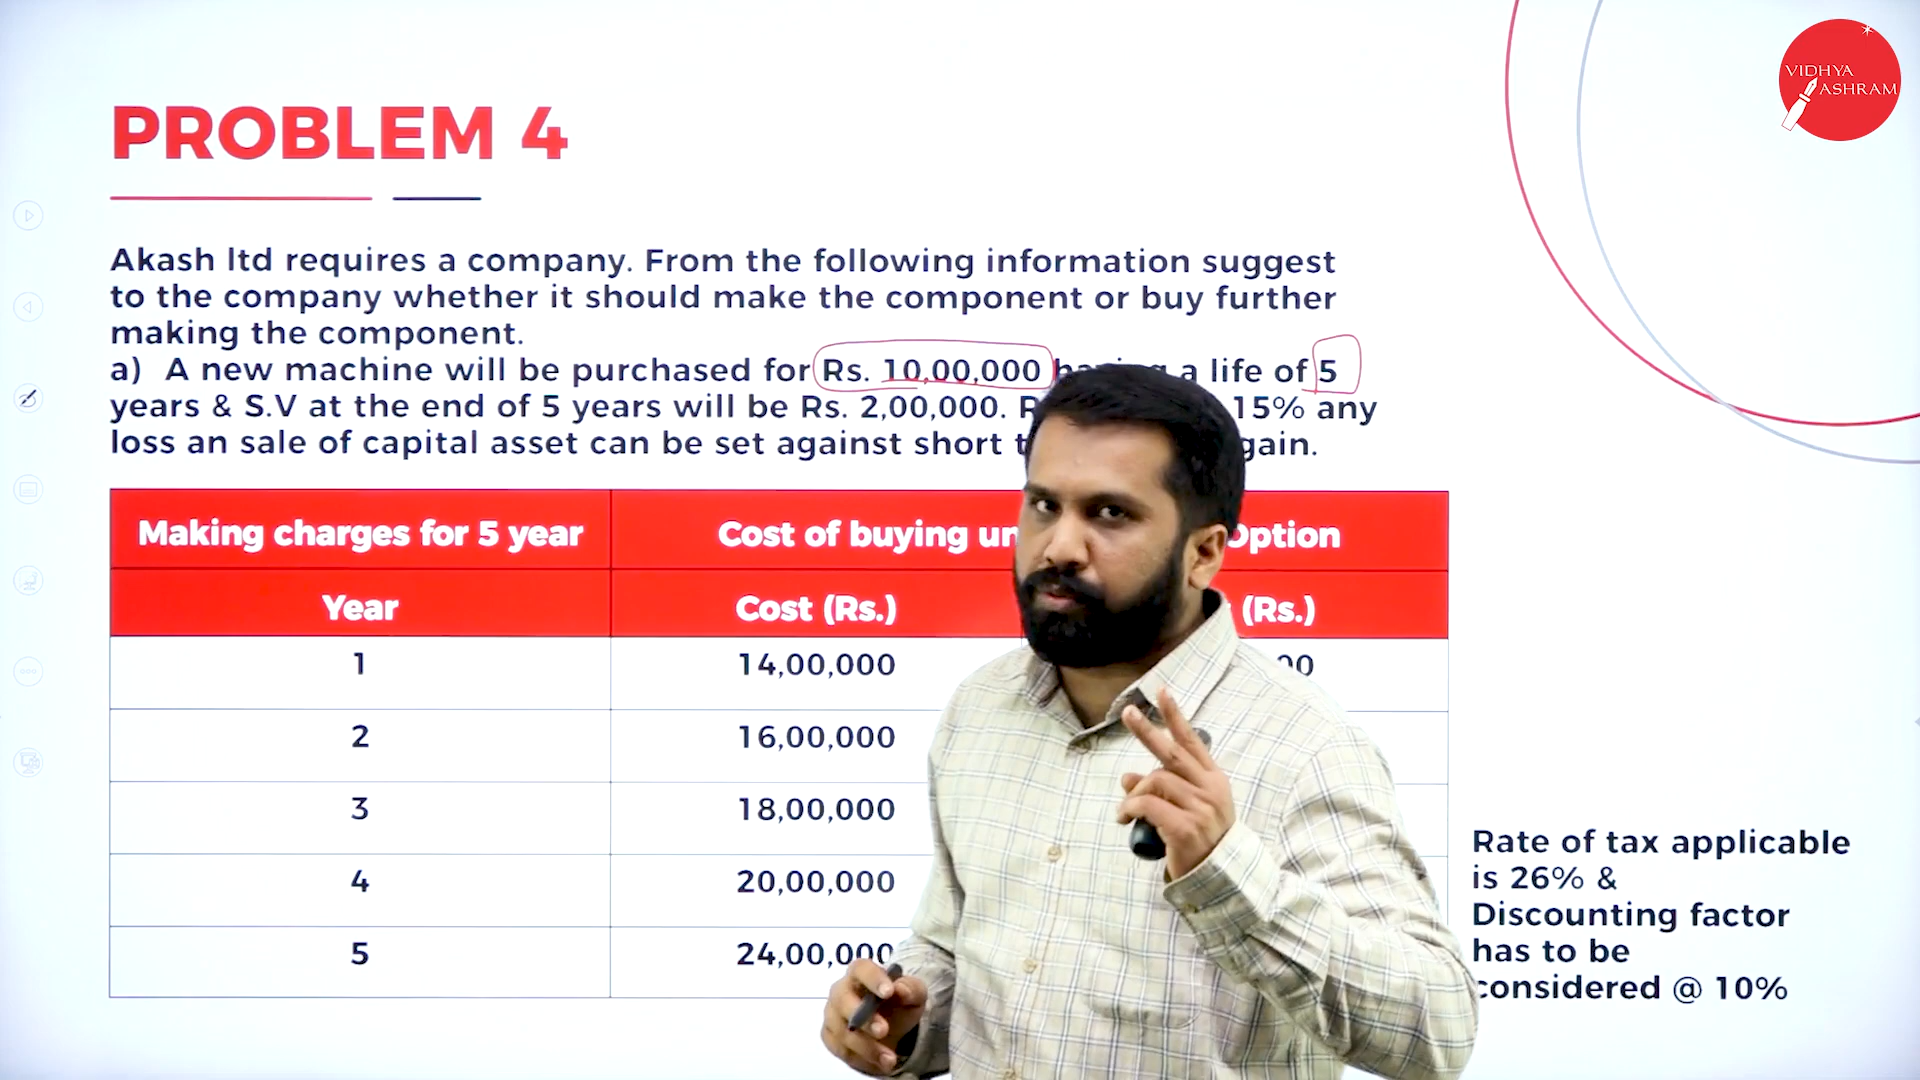 VIDHYA
ASHRAM
PROBLEM 4
Akash ltd requires a company. From the following information suggest
to the company whether it should make the component or buy further
making the component.
a) A new machine will be purchased for Rs. 10,00,000 a life of 5
years & S.V at the end of 5 years will be Rs. 2,00,000. 15% any
loss an sale of capital asset can be set against short gain.
Making charges for 5 year Cost of buying Option
Year Cost (Rs.) (Rs.)
1 14,00,000
2 16,00,000
3 18,00,000
4 20,00,000
5 24,00,000
Rate of tax applicable
is 26% &
Discounting factor
has to be
considered @ 10%